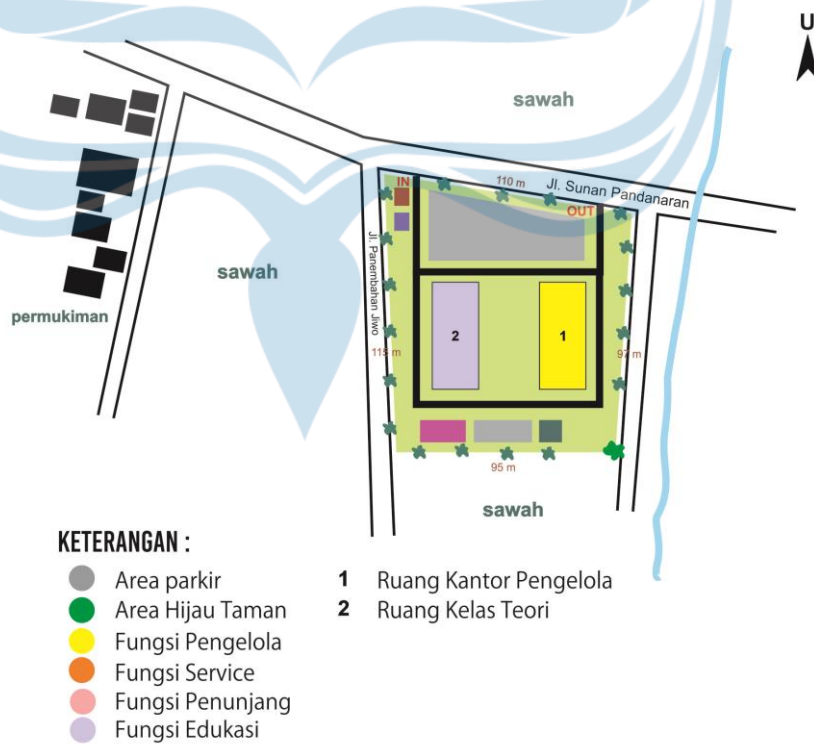 U
sawah
IN
110 m
Jl. Sunan Pandanaran
OUT
Jl. Panembahan Jiwo
sawah
permukiman
2
1
115 m
97 m
95 m
sawah
KETERANGAN :
Area parkir
Area Hijau Taman
Fungsi Pengelola
Fungsi Service
Fungsi Penunjang
Fungsi Edukasi
1 Ruang Kantor Pengelola
2 Ruang Kelas Teori